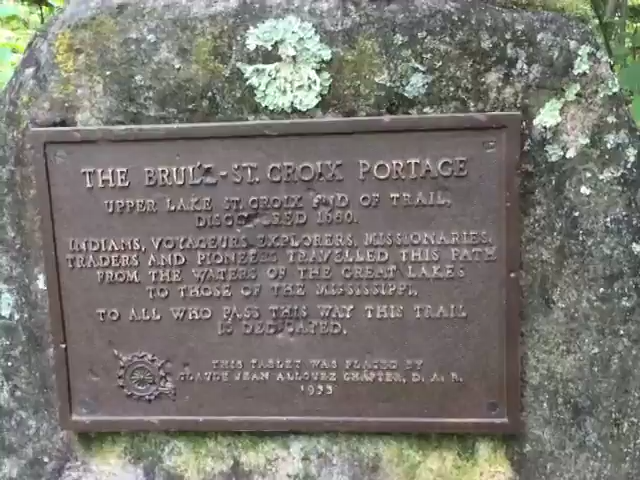 THE BRULE-ST. CROIX PORTAGE
UPPER LAKE ST. CROIX END OF TRAIL,
DISCOVERED 1680.
INDIANS, VOYAGEURS, EXPLORERS, MISSIONARIES,
TRADERS AND PIONEERS TRAVELLED THIS PATH
FROM THE WATERS OF THE GREAT LAKES
TO THOSE OF THE MISSISSIPPI.
TO ALL WHO PASS THIS WAY THIS TRAIL
IS DEDICATED.
THIS TABLET WAS PLACED BY
CLAUDE JEAN ALLOUEZ CHAPTER, D. A. R.
1933